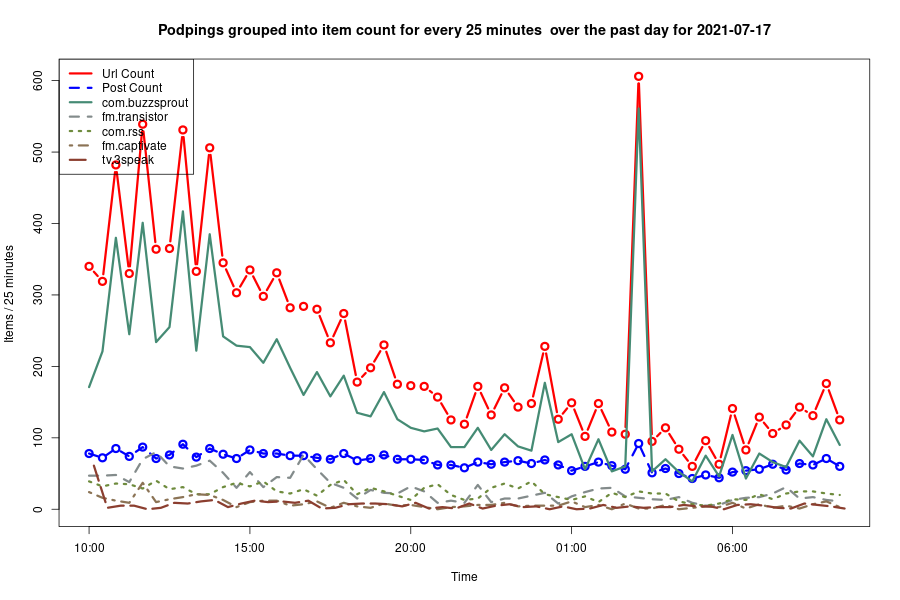 Podpings grouped into item count for every 25 minutes  over the past day for 2021-07-17
Url Count
Post Count
com.buzzsprout
fm.transistor
com.rss
fm.captivate
tv.3speak
600
500
400
300
200
100
0
Items / 25 minutes
10:00
15:00
20:00
01:00
06:00
Time